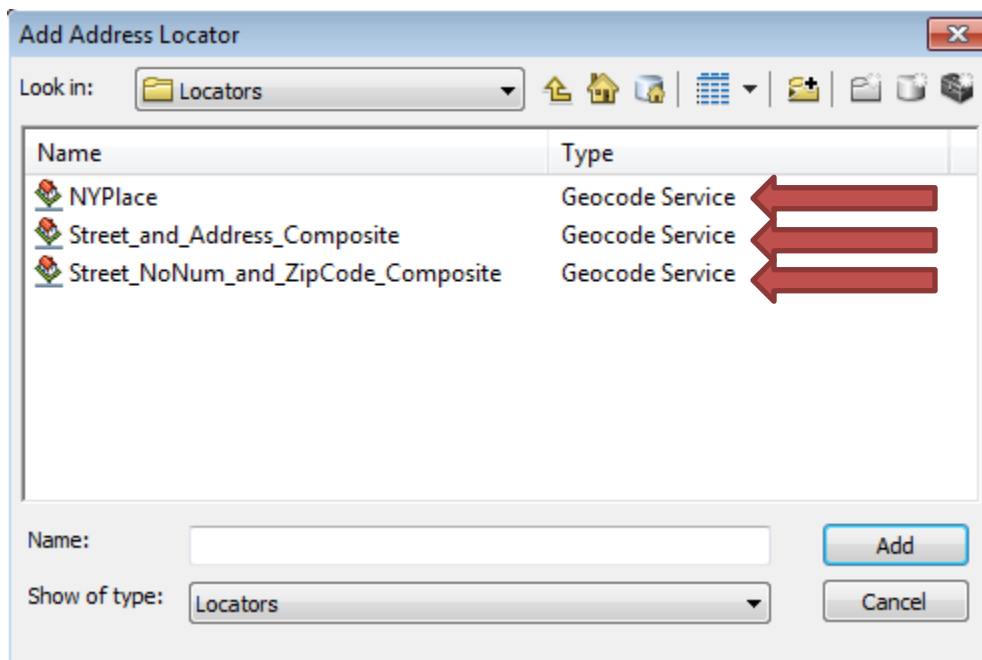 Add Address Locator
Look in: Locators
Name Type
NYPlace Geocode Service
Street_and_Address_Composite Geocode Service
Street_NoNum_and_ZipCode_Composite Geocode Service
Name: Add
Show of type: Locators Cancel